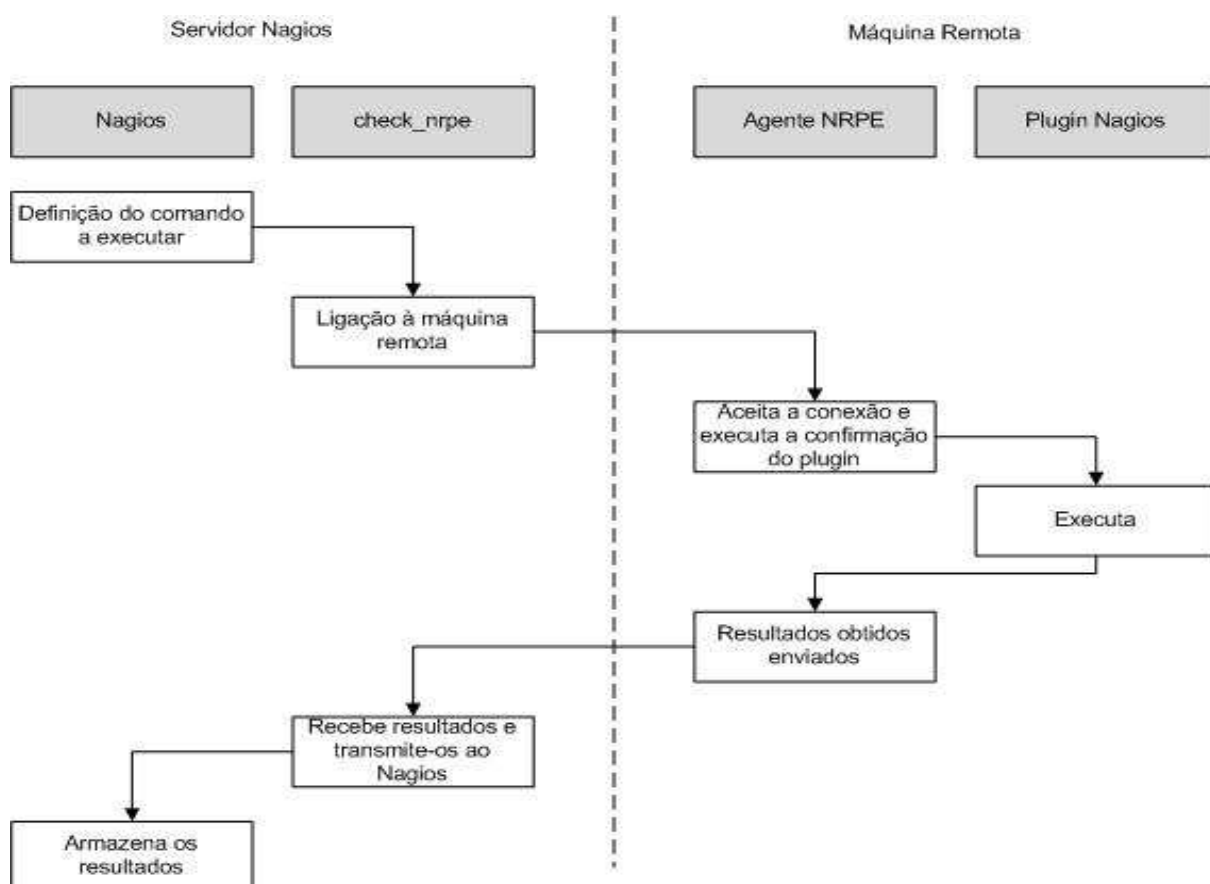 Servidor Nagios
Máquina Remota
Nagios
check_nrpe
Agente NRPE
Plugin Nagios
Definição do comando
a executar
Ligação à máquina
remota
Aceita a conexão e
executa a confirmação
do plugin
Executa
Resultados obtidos
enviados
Recebe resultados e
transmite-os ao
Nagios
Armazena os
resultados